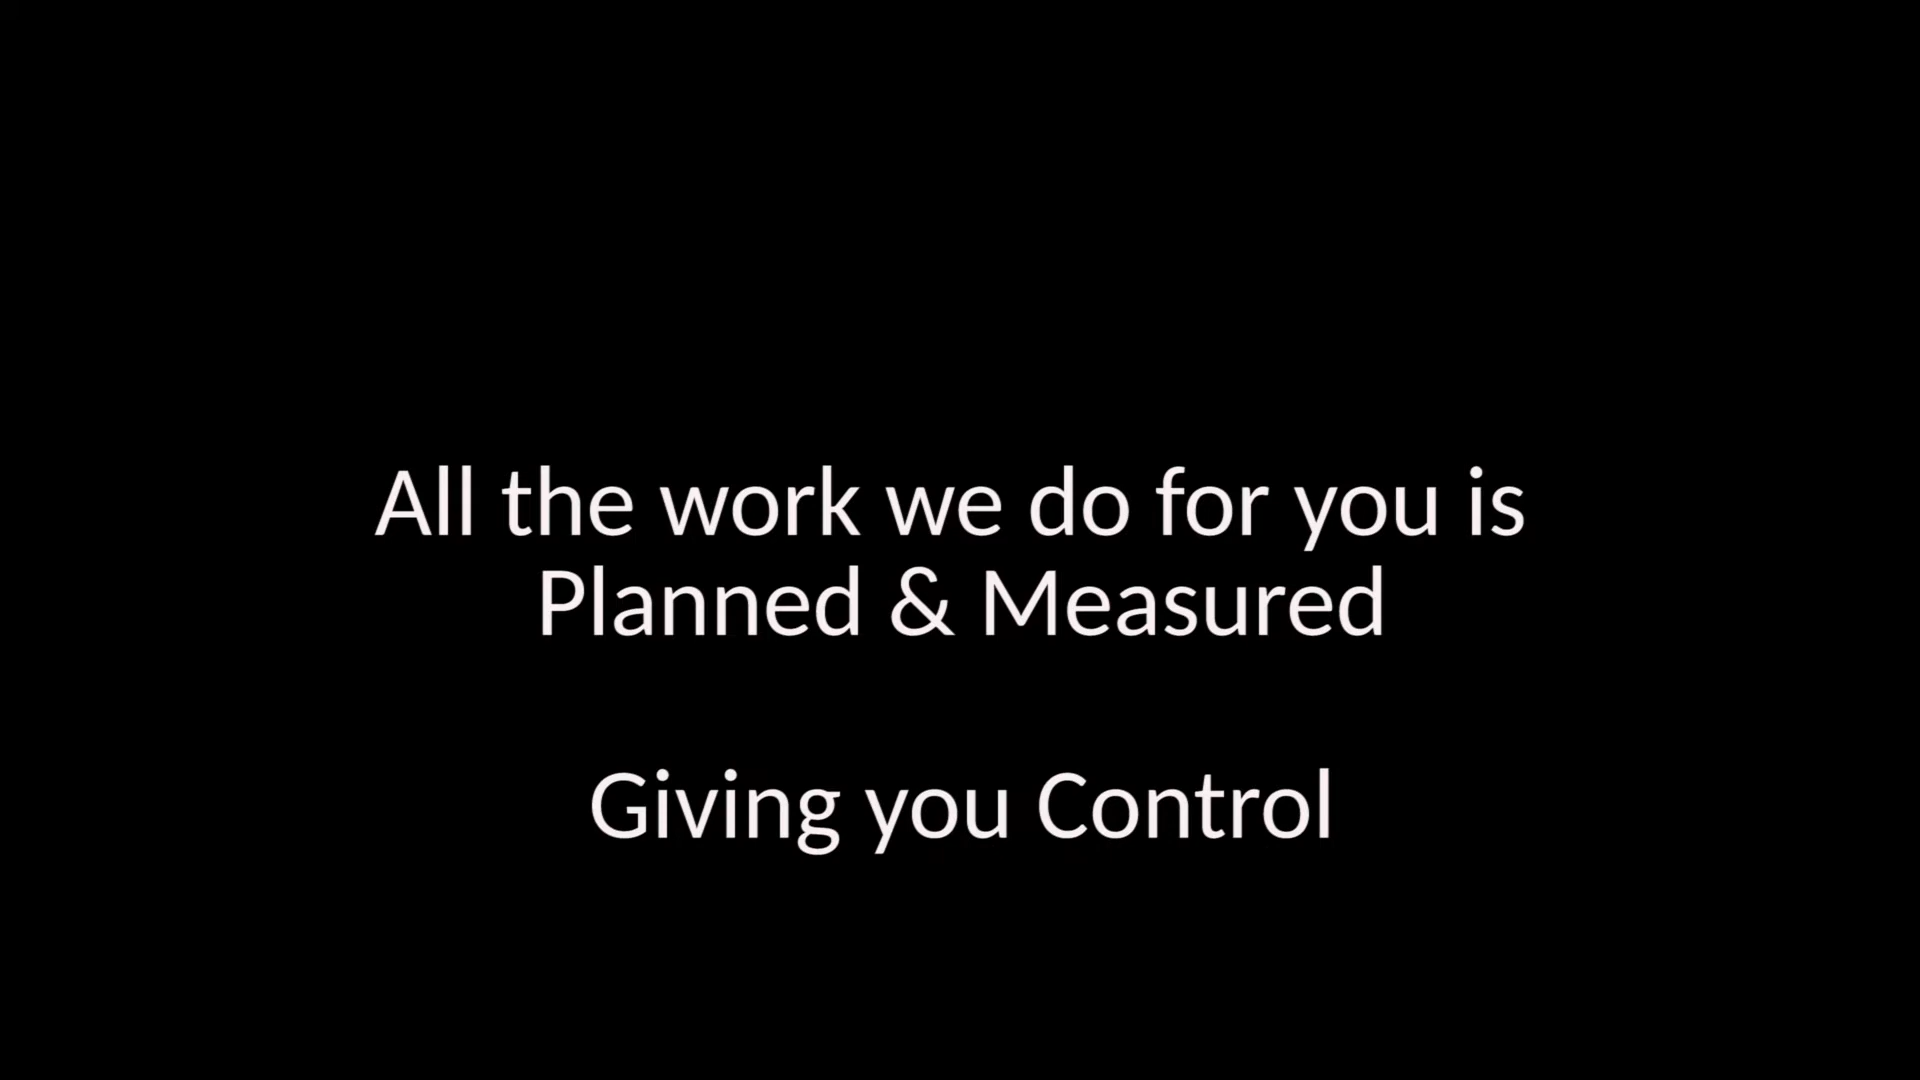 All the work we do for you is
Planned & Measured
Giving you Control